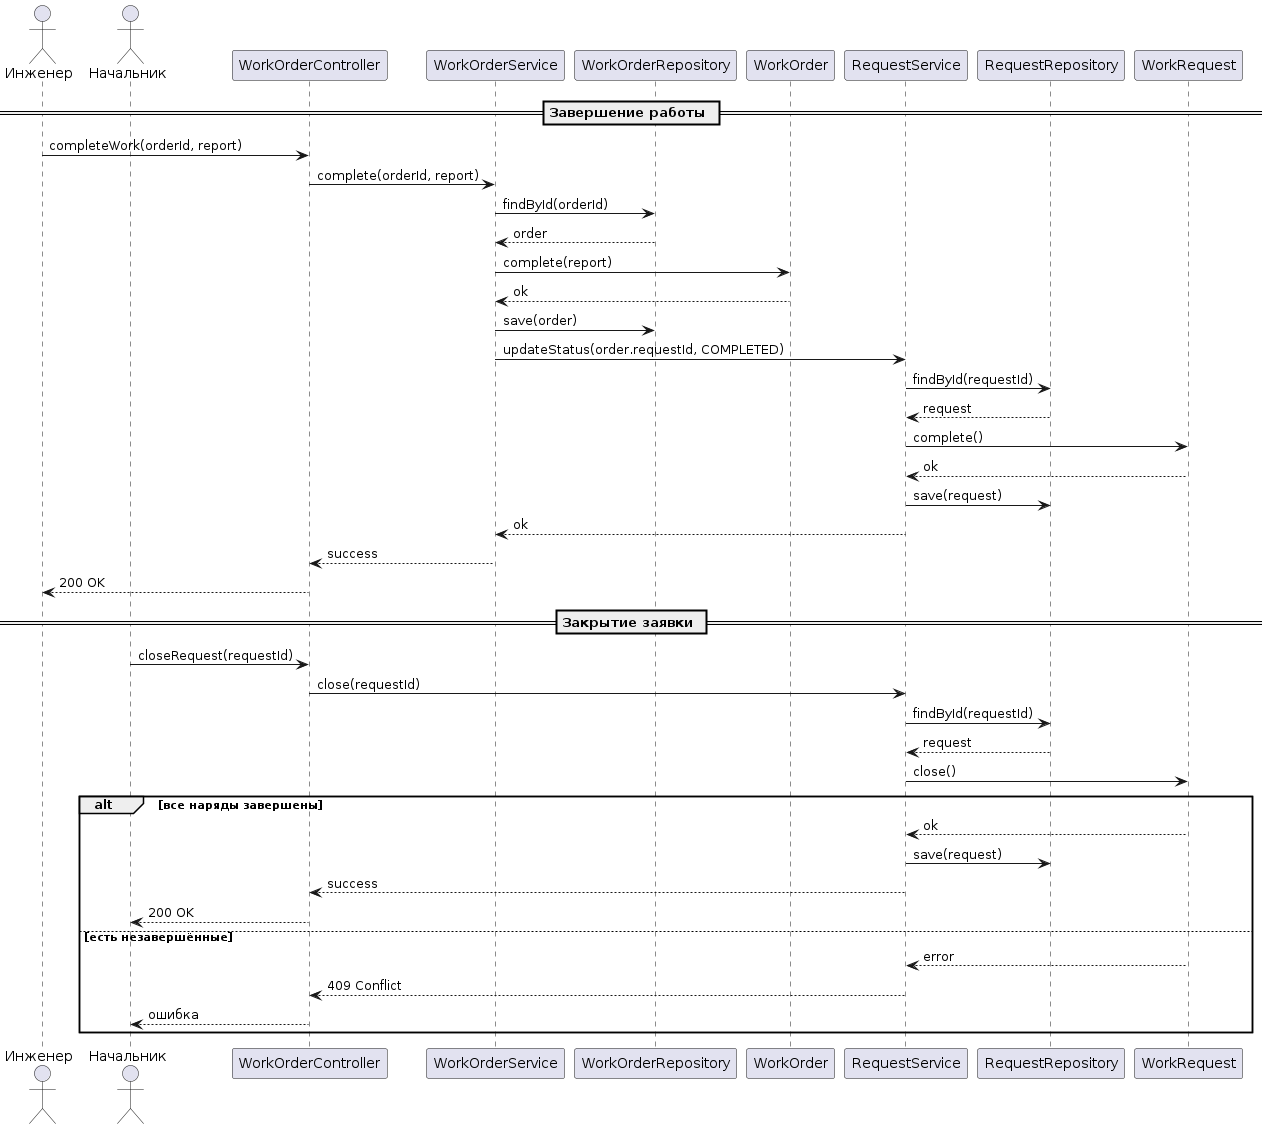 Инженер
Начальник
WorkOrderController
WorkOrderService
WorkOrderRepository
WorkOrder
RequestService
RequestRepository
WorkRequest
Завершение работы
completeWork(orderId, report)
complete(orderId, report)
findById(orderId)
order
complete(report)
ok
save(order)
updateStatus(order.requestId, COMPLETED)
findById(requestId)
request
complete()
ok
save(request)
ok
success
200 OK
Закрытие заявки
closeRequest(requestId)
close(requestId)
findById(requestId)
request
close()
alt [все наряды завершены]
ok
save(request)
success
200 OK
[есть незавершённые]
error
409 Conflict
ошибка
Инженер
Начальник
WorkOrderController
WorkOrderService
WorkOrderRepository
WorkOrder
RequestService
RequestRepository
WorkRequest